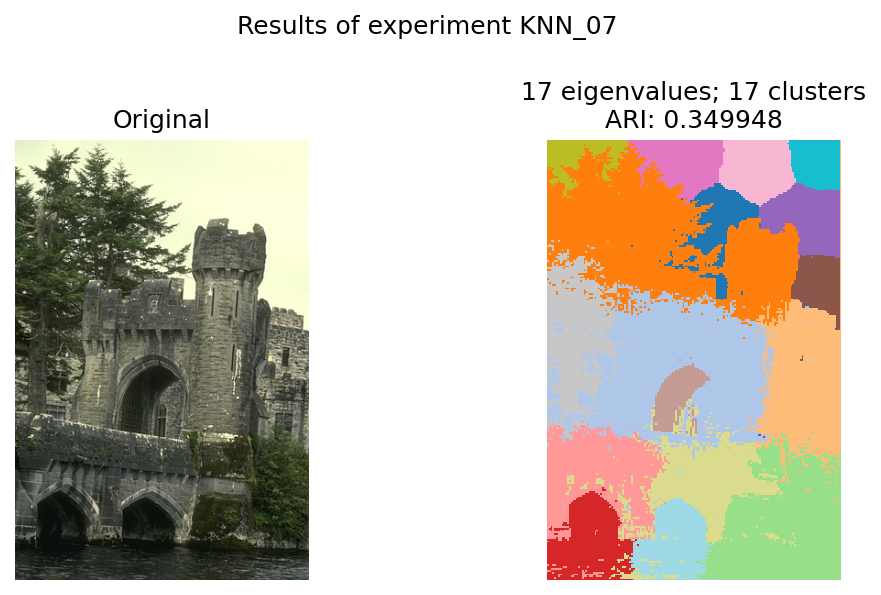 Results of experiment KNN_07
Original
17 eigenvalues; 17 clusters
ARI: 0.349948